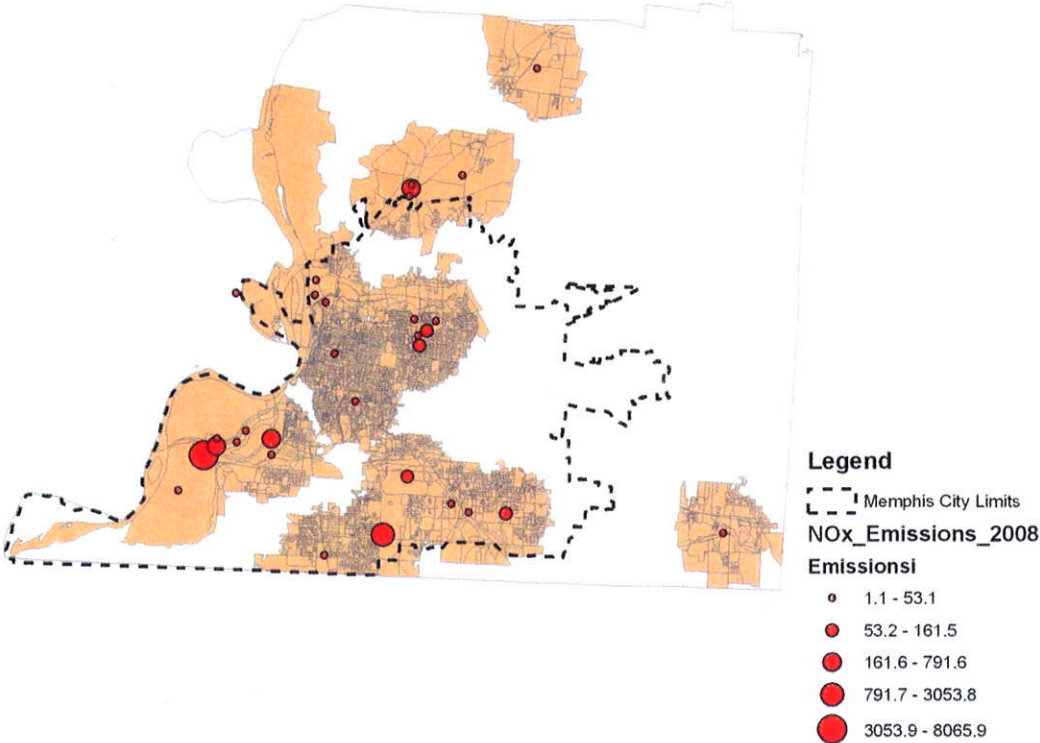 Legend
Memphis City Limits
NOx_Emissions_2008
Emissionsi
1.1 - 53.1
53.2 - 161.5
161.6 - 791.6
791.7 - 3053.8
3053.9 - 8065.9